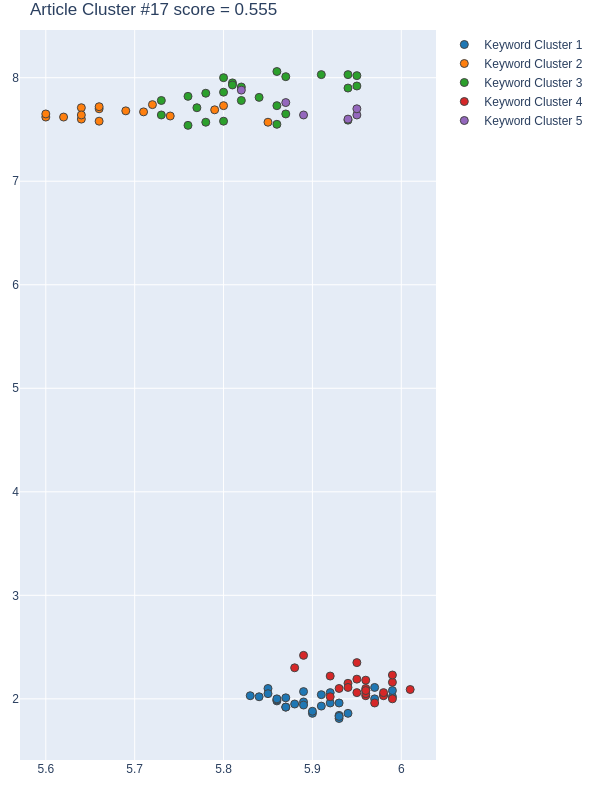 Article Cluster #17 score = 0.555
Keyword Cluster 1
Keyword Cluster 2
Keyword Cluster 3
Keyword Cluster 4
Keyword Cluster 5
8
7
6
5
4
3
2
5.6 5.7 5.8 5.9 6